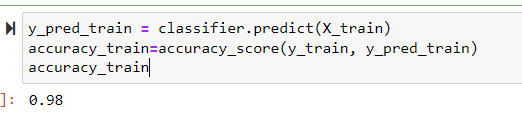 y_pred_train = classifier.predict(X_train)
accuracy_train=accuracy_score(y_train, y_pred_train)
accuracy_train
]: 0.98